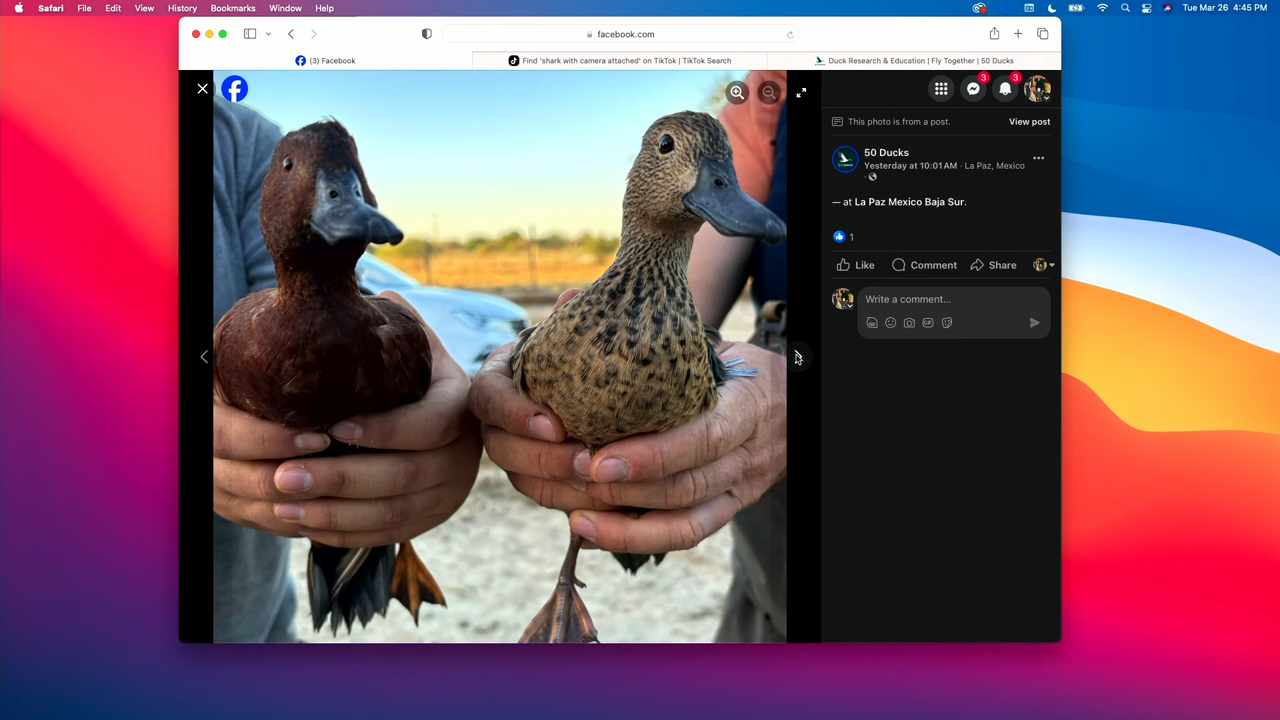 Safari File Edit View History Bookmarks Window Help Tue Mar 26 4:45 PM
facebook.com
(3) Facebook Find 'shark with camera attached' on TikTok | TikTok Search Duck Research & Education | Fly Together | 50 Ducks
3 3
This photo is from a post. View post
50 Ducks
Yesterday at 10:01 AM · La Paz, Mexico
·
— at La Paz Mexico Baja Sur.
1
Like Comment Share
Write a comment...
GIF